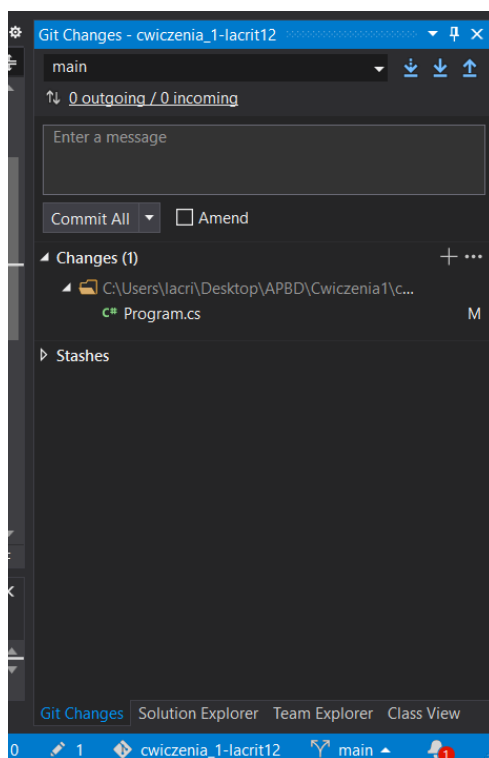 Git Changes - cwiczenia_1-lacrit12
main
0 outgoing / 0 incoming
Enter a message
Commit All Amend
Changes (1)
C:\Users\lacri\Desktop\APBD\Cwiczenia1\c...
C# Program.cs M
Stashes
Git Changes Solution Explorer Team Explorer Class View
0 1 cwiczenia_1-lacrit12 main 1